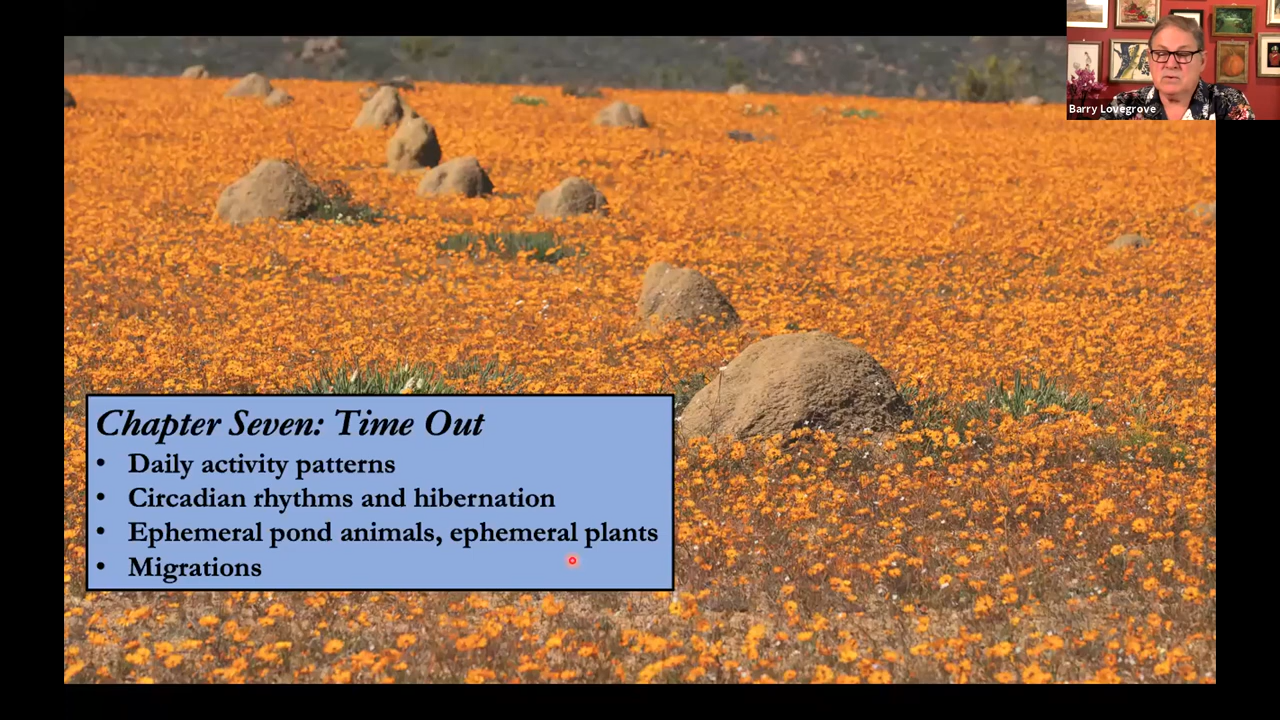 Barry Lovegrove
Chapter Seven: Time Out
• Daily activity patterns
• Circadian rhythms and hibernation
• Ephemeral pond animals, ephemeral plants
• Migrations